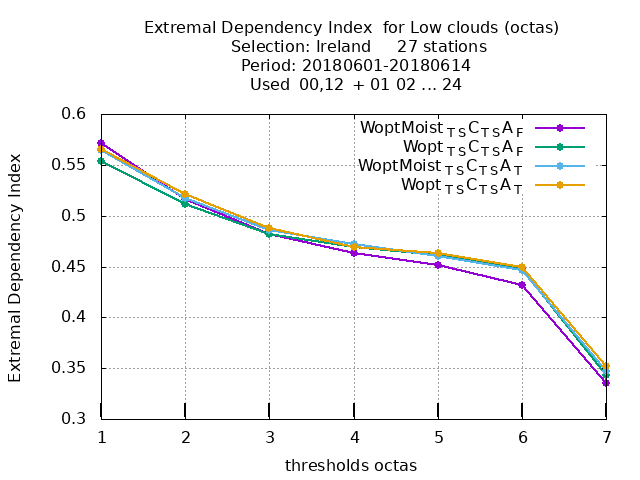 Extremal Dependency Index for Low clouds (octas)
Selection: Ireland 27 stations
Period: 20180601-20180614
Used 00,12 + 01 02 ... 24
Extremal Dependency Index
0.6
0.55
0.5
0.45
0.4
0.35
0.3
WoptMoist TS C TS A F
Wopt TS C TS A F
WoptMoist TS C TS A T
Wopt TS C TS A T
1 2 3 4 5 6 7
thresholds octas